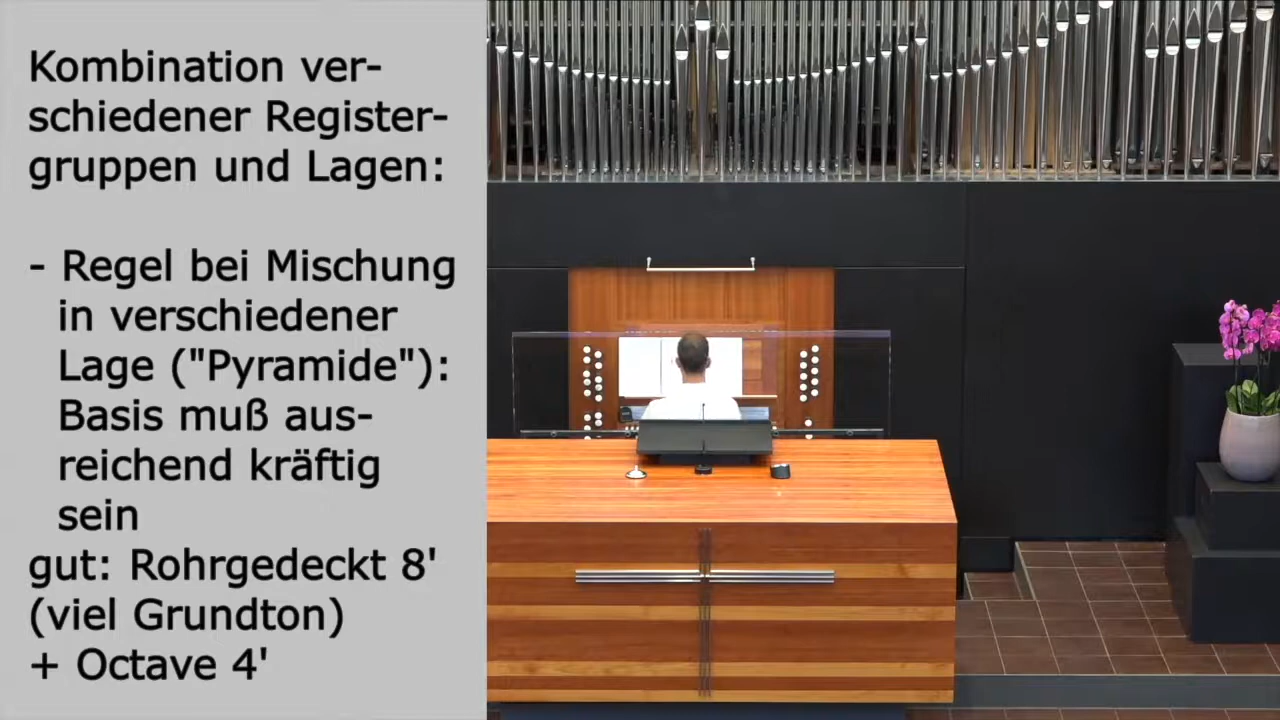 Kombination ver-
schiedener Register-
gruppen und Lagen:
- Regel bei Mischung
in verschiedener
Lage ("Pyramide"):
Basis muß aus-
reichend kräftig
sein
gut: Rohrgedeckt 8'
(viel Grundton)
+ Octave 4'